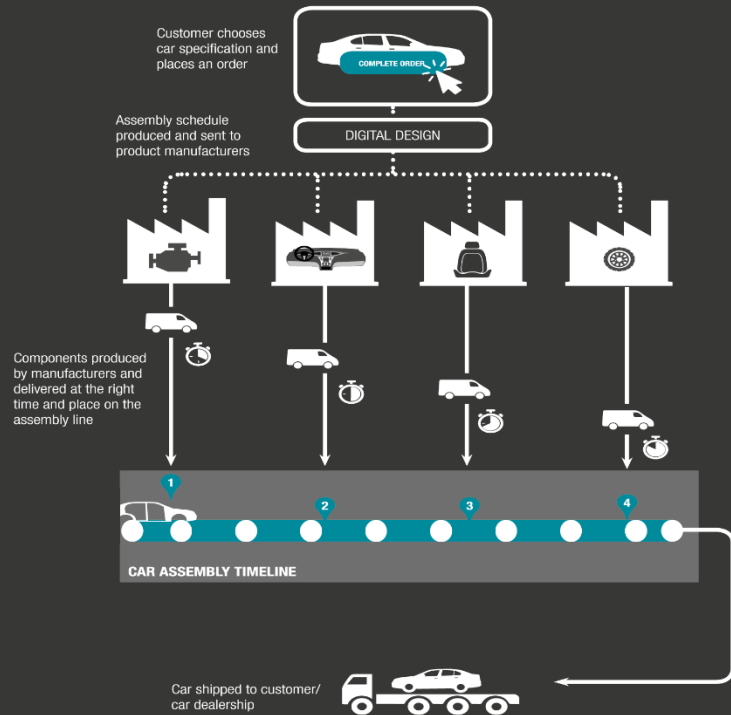 Customer chooses
car specification and
places an order
COMPLETE ORDER
Assembly schedule
produced and sent to
product manufacturers
DIGITAL DESIGN
Components produced
by manufacturers and
delivered at the right
time and place on the
assembly line
1
2
3
4
CAR ASSEMBLY TIMELINE
Car shipped to customer/
car dealership